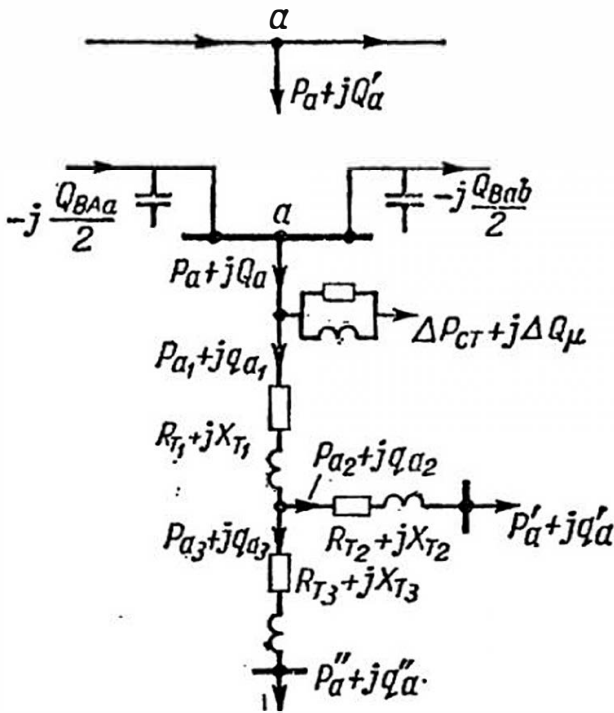 a
Pa+jQ'a
-j QBAa/2
a
-j QBab/2
Pa+jQa
ΔPCT+jΔQμ
Pa1+jqa1
RT1+jXT1
Pa2+jqa2
Pa3+jqa3
RT2+jXT2
P'a+jq'a
RT3+jXT3
P''a+jq''a.